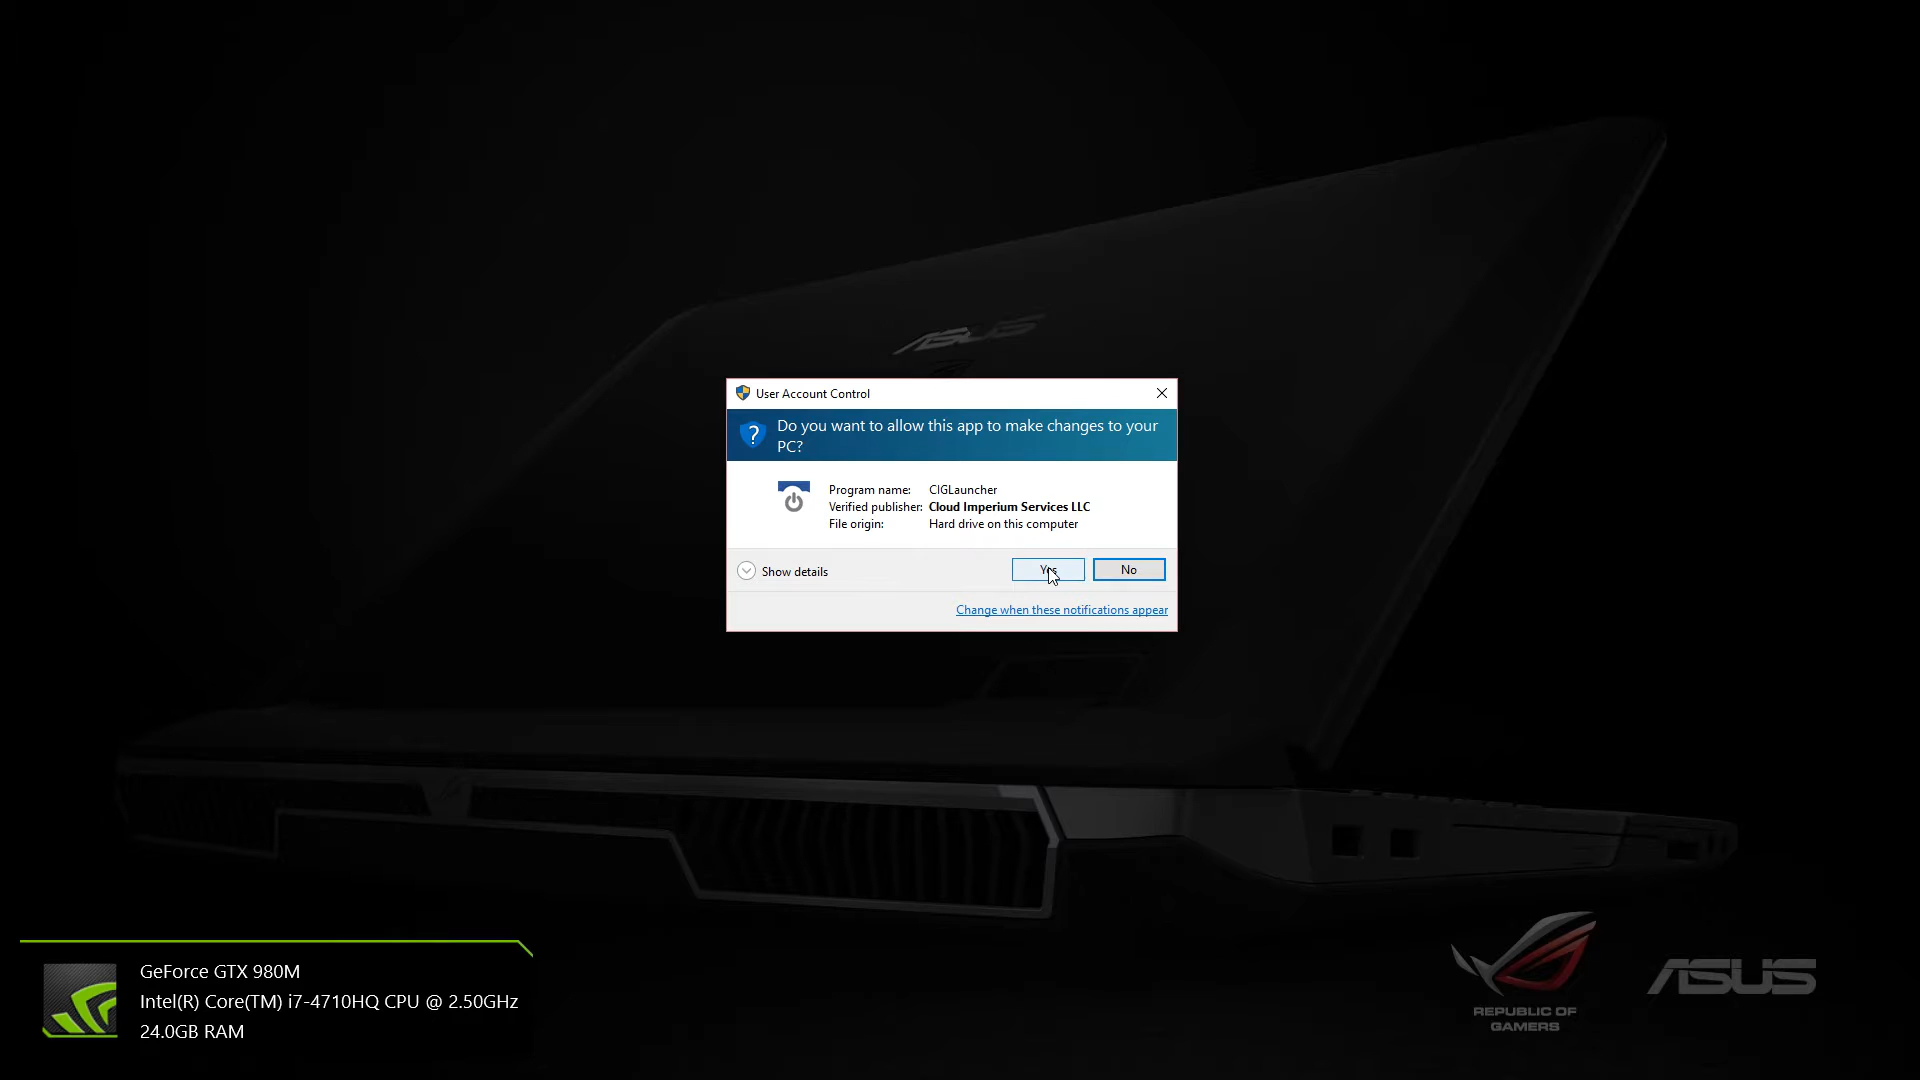 ASUS
User Account Control
Do you want to allow this app to make changes to your
PC?
Program name: CIGLauncher
Verified publisher: Cloud Imperium Services LLC
File origin: Hard drive on this computer
Show details
Yes
No
Change when these notifications appear
GeForce GTX 980M
Intel(R) Core(TM) i7-4710HQ CPU @ 2.50GHz
24.0GB RAM
REPUBLIC OF
GAMERS
ASUS